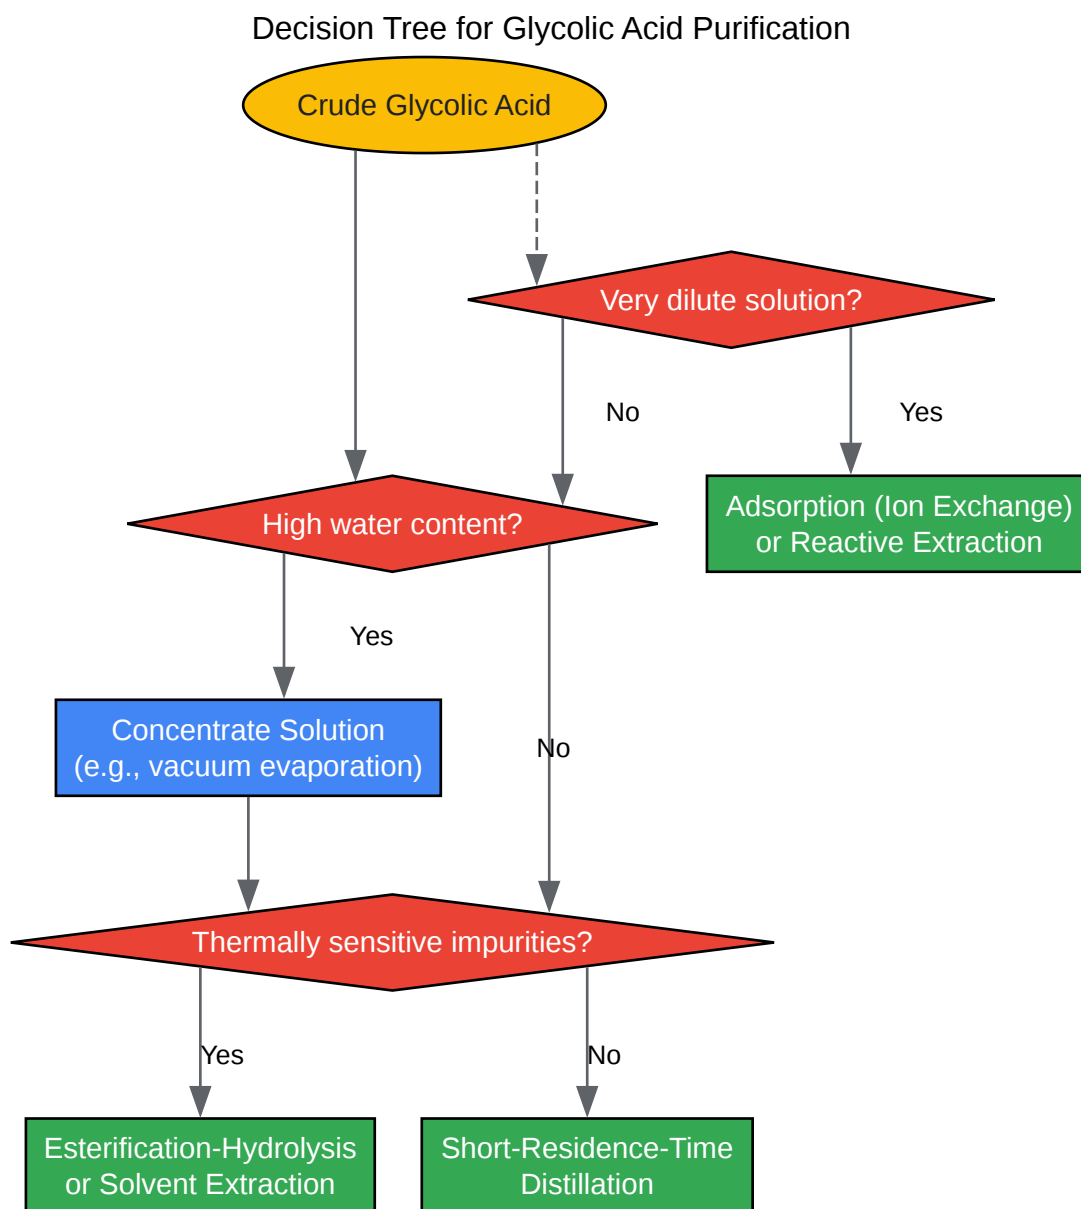 Decision Tree for Glycolic Acid Purification
Crude Glycolic Acid
Very dilute solution?
No
Yes
High water content?
Adsorption (Ion Exchange)
or Reactive Extraction
Yes
Concentrate Solution
(e.g., vacuum evaporation)
No
Thermally sensitive impurities?
Yes
No
Esterification-Hydrolysis
or Solvent Extraction
Short-Residence-Time
Distillation